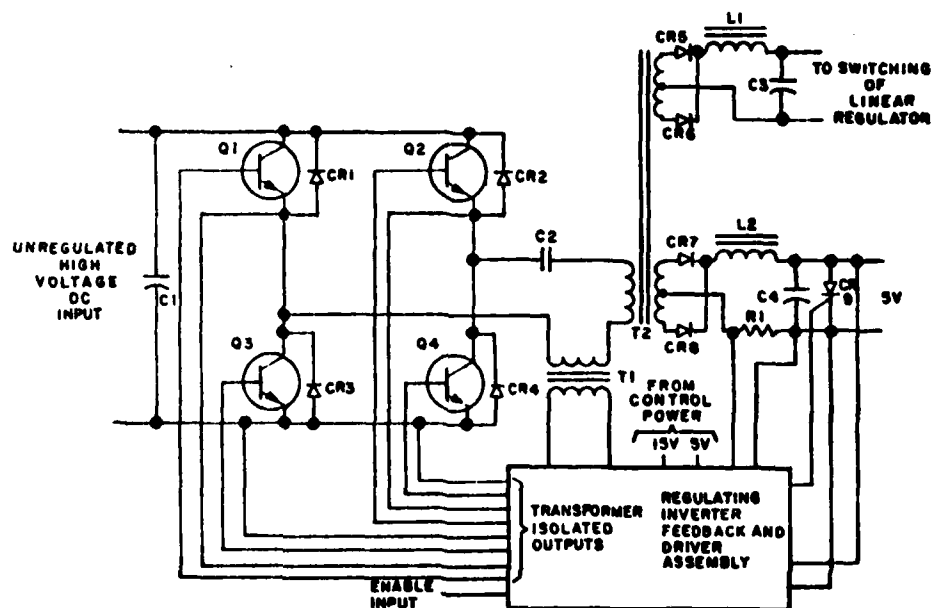 L1
CR5
C3
TO SWITCHING
OF
LINEAR
REGULATOR
CR6
Q1
CR1
Q2
CR2
UNREGULATED
HIGH
VOLTAGE
DC
INPUT
C1
C2
CR7
L2
C4
CR
9
5V
R1
CR8
T2
Q3
CR3
Q4
CR4
T1
FROM
CONTROL
POWER
15V 5V
TRANSFORMER
ISOLATED
OUTPUTS
REGULATING
INVERTER
FEEDBACK AND
DRIVER
ASSEMBLY
ENABLE
INPUT